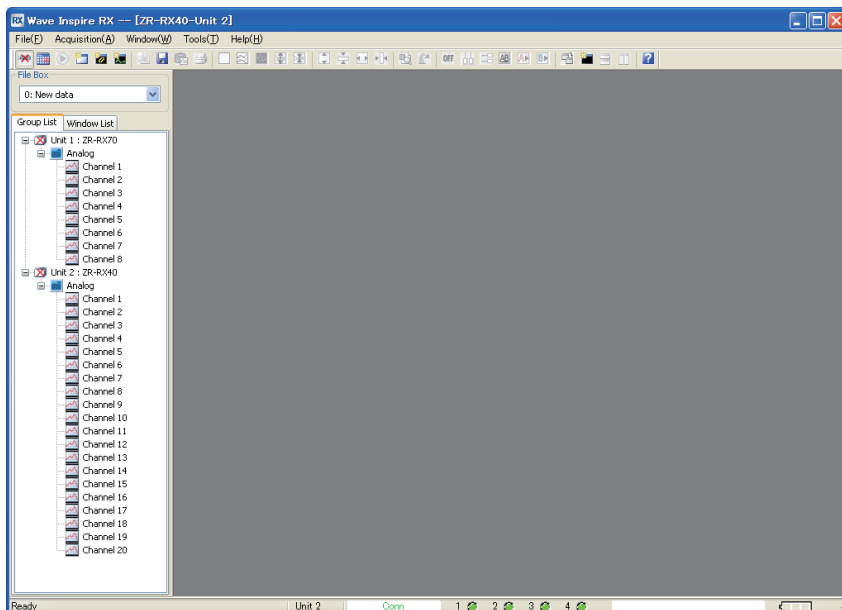 RX Wave Inspire RX -- [ZR-RX40-Unit 2]
File(F) Acquisition(A) Window(W) Tools(T) Help(H)
OFF AB A B ?
File Box
0: New data
Group List Window List
Unit 1 : ZR-RX70
Analog
Channel 1
Channel 2
Channel 3
Channel 4
Channel 5
Channel 6
Channel 7
Channel 8
Unit 2 : ZR-RX40
Analog
Channel 1
Channel 2
Channel 3
Channel 4
Channel 5
Channel 6
Channel 7
Channel 8
Channel 9
Channel 10
Channel 11
Channel 12
Channel 13
Channel 14
Channel 15
Channel 16
Channel 17
Channel 18
Channel 19
Channel 20
Ready Unit 2 Conn 1 2 3 4